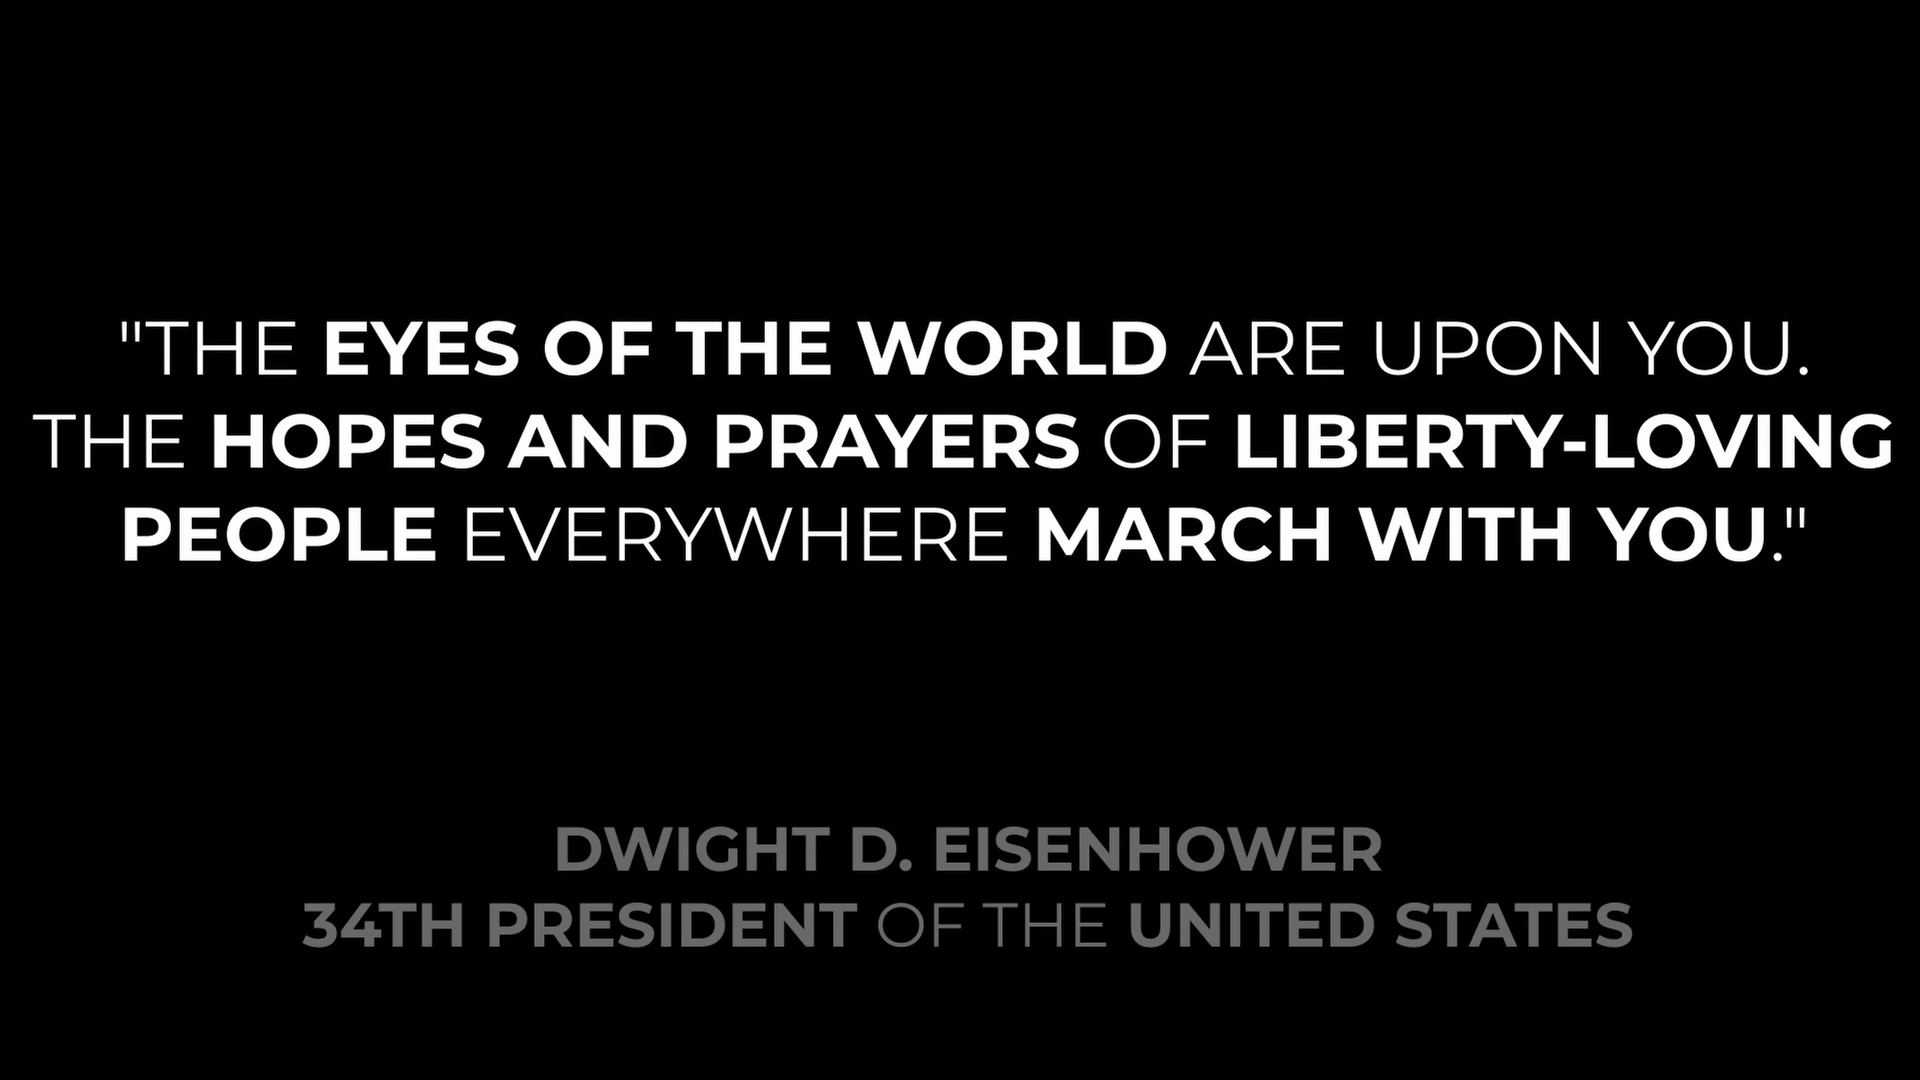 "THE EYES OF THE WORLD ARE UPON YOU.
THE HOPES AND PRAYERS OF LIBERTY-LOVING
PEOPLE EVERYWHERE MARCH WITH YOU."
DWIGHT D. EISENHOWER
34TH PRESIDENT OF THE UNITED STATES